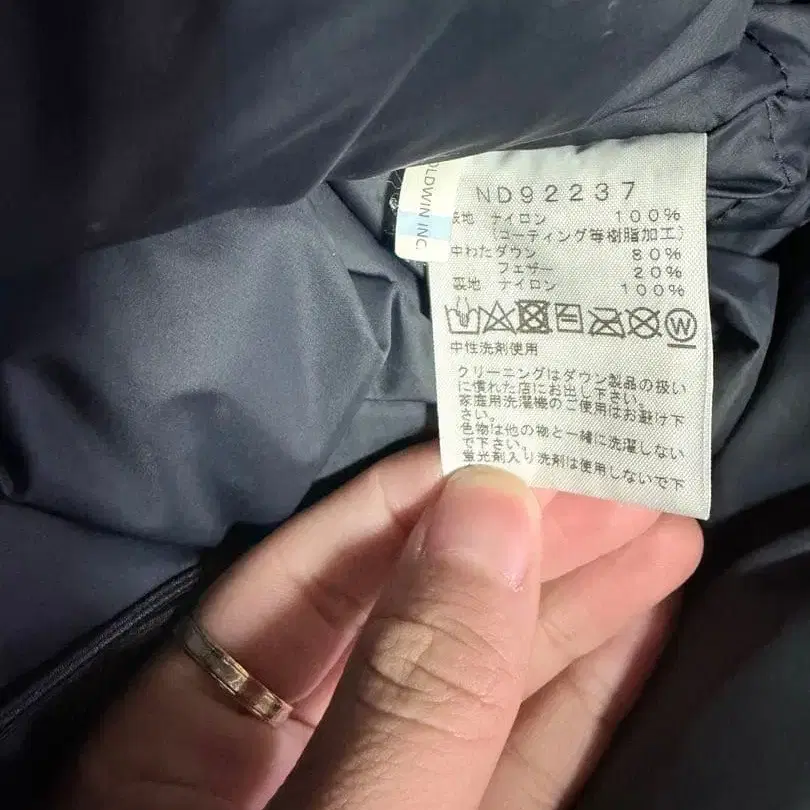 OLDWIN INC.
ND92237
表地 ナイロン 100%
(コーティング等樹脂加工)
中わたダウン 80%
フェザー 20%
裏地 ナイロン 100%
W
中性洗剤使用
クリーニングはダウン製品の扱い
に慣れた店にお出し下さい。
家庭用洗濯機のご使用はお避け下
さい。
色物は他の物と一緒に洗濯しない
で下さい。
蛍光剤入り洗剤は使用しないで下